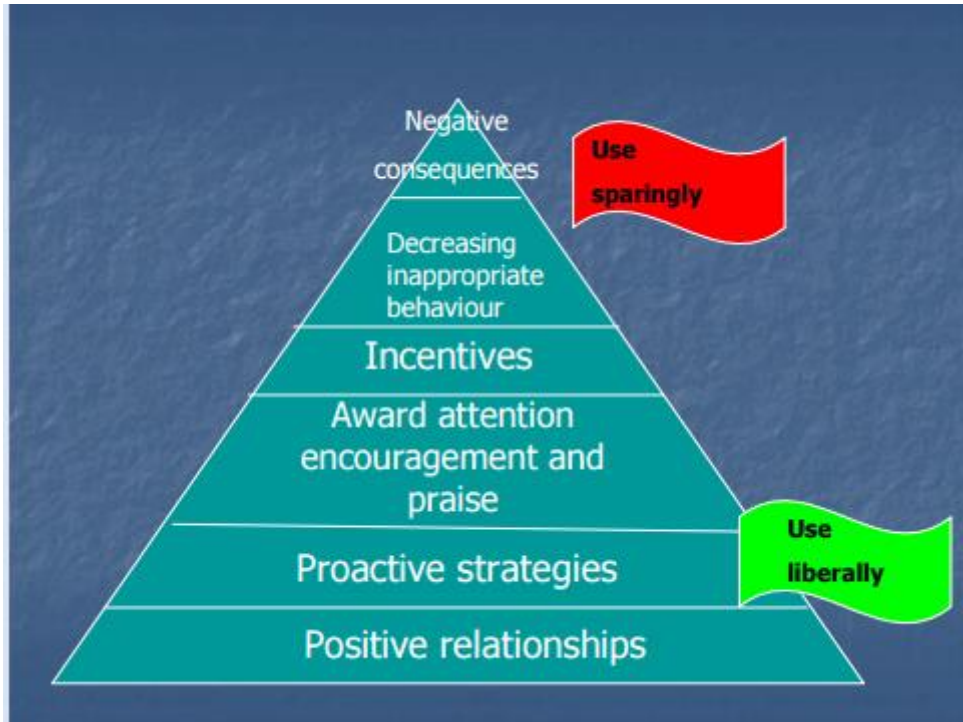 Negative
consequences
Use
sparingly
Decreasing
inappropriate
behaviour
Incentives
Award attention
encouragement and
praise
Use
liberally
Proactive strategies
Positive relationships